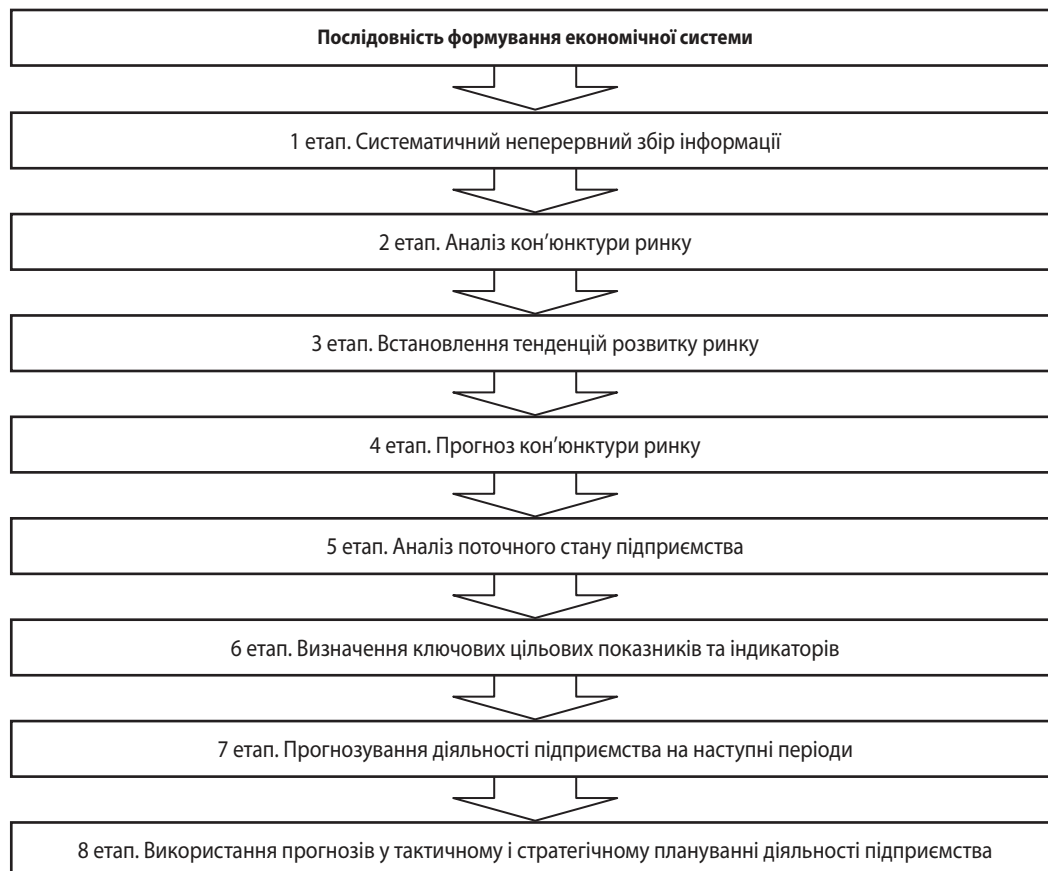 Послідовність формування економічної системи
1 етап. Систематичний неперервний збір інформації
2 етап. Аналіз кон’юнктури ринку
3 етап. Встановлення тенденцій розвитку ринку
4 етап. Прогноз кон’юнктури ринку
5 етап. Аналіз поточного стану підприємства
6 етап. Визначення ключових цільових показників та індикаторів
7 етап. Прогнозування діяльності підприємства на наступні періоди
8 етап. Використання прогнозів у тактичному і стратегічному плануванні діяльності підприємства